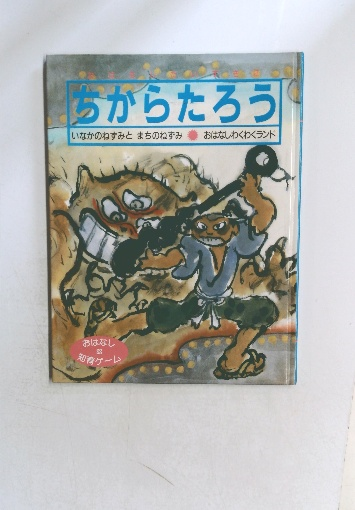 ちからたろう
いなかのねずみと まちのねずみ ● おはなしわくわくランド
おはなし
知育ゲーム